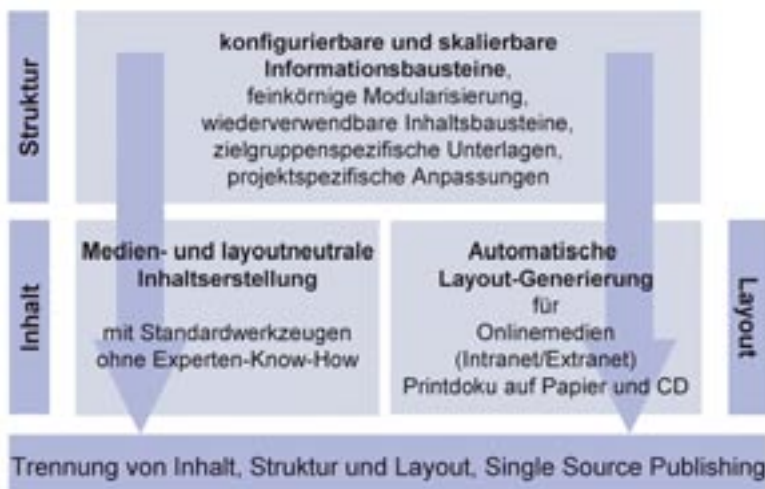 Struktur
konfigurierbare und skalierbare
Informationsbausteine,
feinkörnige Modularisierung,
wiederverwendbare Inhaltsbausteine,
zielgruppenspezifische Unterlagen,
projektspezifische Anpassungen
Inhalt
Medien- und layoutneutrale
Inhaltserstellung
mit Standardwerkzeugen
ohne Experten-Know-How
Automatische
Layout-Generierung
für
Onlinemedien
(Intranet/Extranet)
Printdoku auf Papier und CD
Layout
Trennung von Inhalt, Struktur und Layout, Single Source Publishing